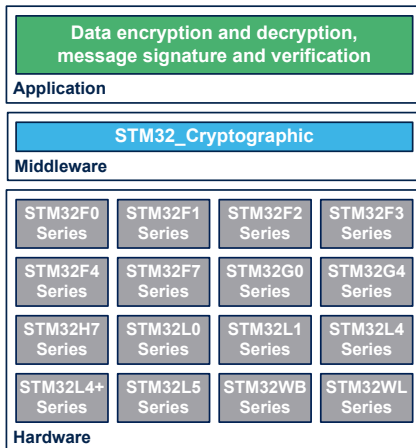 Data encryption and decryption,
message signature and verification
Application
STM32_Cryptographic
Middleware
STM32F0 Series
STM32F1 Series
STM32F2 Series
STM32F3 Series
STM32F4 Series
STM32F7 Series
STM32G0 Series
STM32G4 Series
STM32H7 Series
STM32L0 Series
STM32L1 Series
STM32L4 Series
STM32L4+ Series
STM32L5 Series
STM32WB Series
STM32WL Series
Hardware